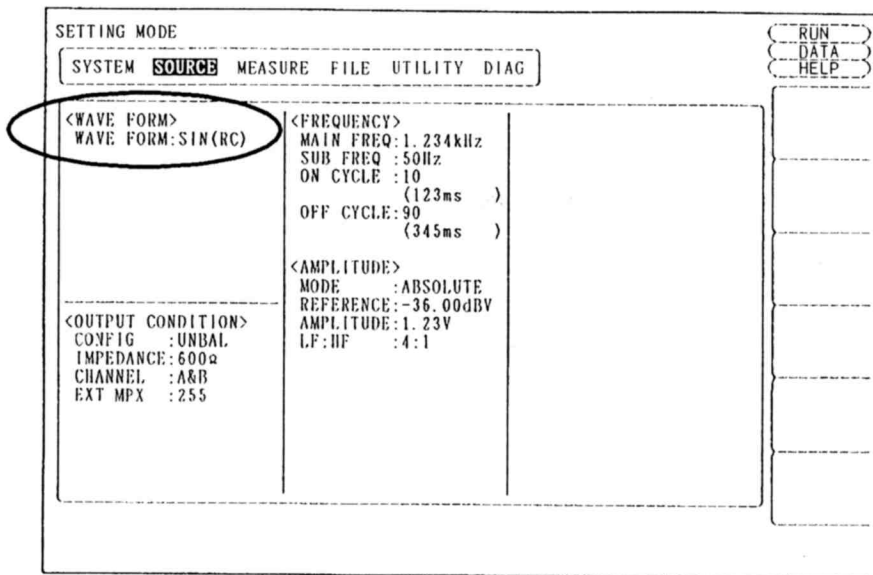 SETTING MODE
SYSTEM SOURCE MEASURE FILE UTILITY DIAG
RUN
DATA
HELP
<WAVE FORM>
WAVE FORM:SIN(RC)
<OUTPUT CONDITION>
CONFIG :UNBAL
IMPEDANCE:600Ω
CHANNEL :A&B
EXT MPX :255
<FREQUENCY>
MAIN FREQ:1.234kHz
SUB FREQ :50Hz
ON CYCLE :10
(123ms )
OFF CYCLE:90
(345ms )
<AMPLITUDE>
MODE :ABSOLUTE
REFERENCE:-36.00dBV
AMPLITUDE:1.23V
LF:HF :4:1